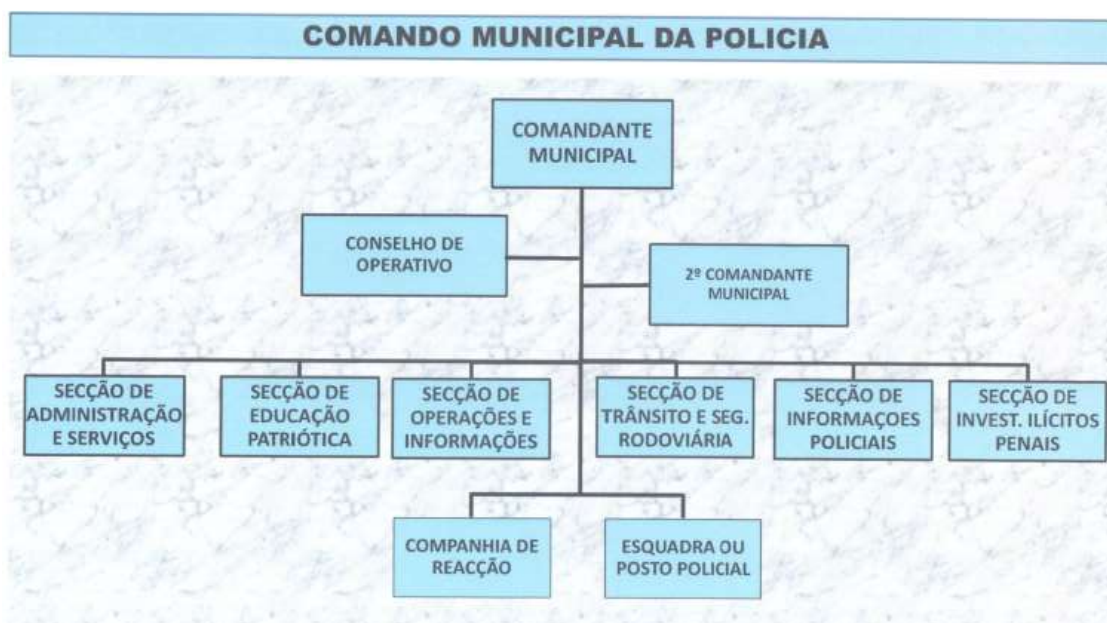 COMANDO MUNICIPAL DA POLICIA
COMANDANTE
MUNICIPAL
CONSELHO DE
OPERATIVO
2º COMANDANTE
MUNICIPAL
SECÇÃO DE
ADMINISTRAÇÃO
E SERVIÇOS
SECÇÃO DE
EDUCAÇÃO
PATRIÓTICA
SECÇÃO DE
OPERAÇÕES E
INFORMAÇÕES
SECÇÃO DE
TRÂNSITO E SEG.
RODOVIÁRIA
SECÇÃO DE
INFORMAÇOES
POLICIAIS
SECÇÃO DE
INVEST. ILÍCITOS
PENAIS
COMPANHIA DE
REACÇÃO
ESQUADRA OU
POSTO POLICIAL